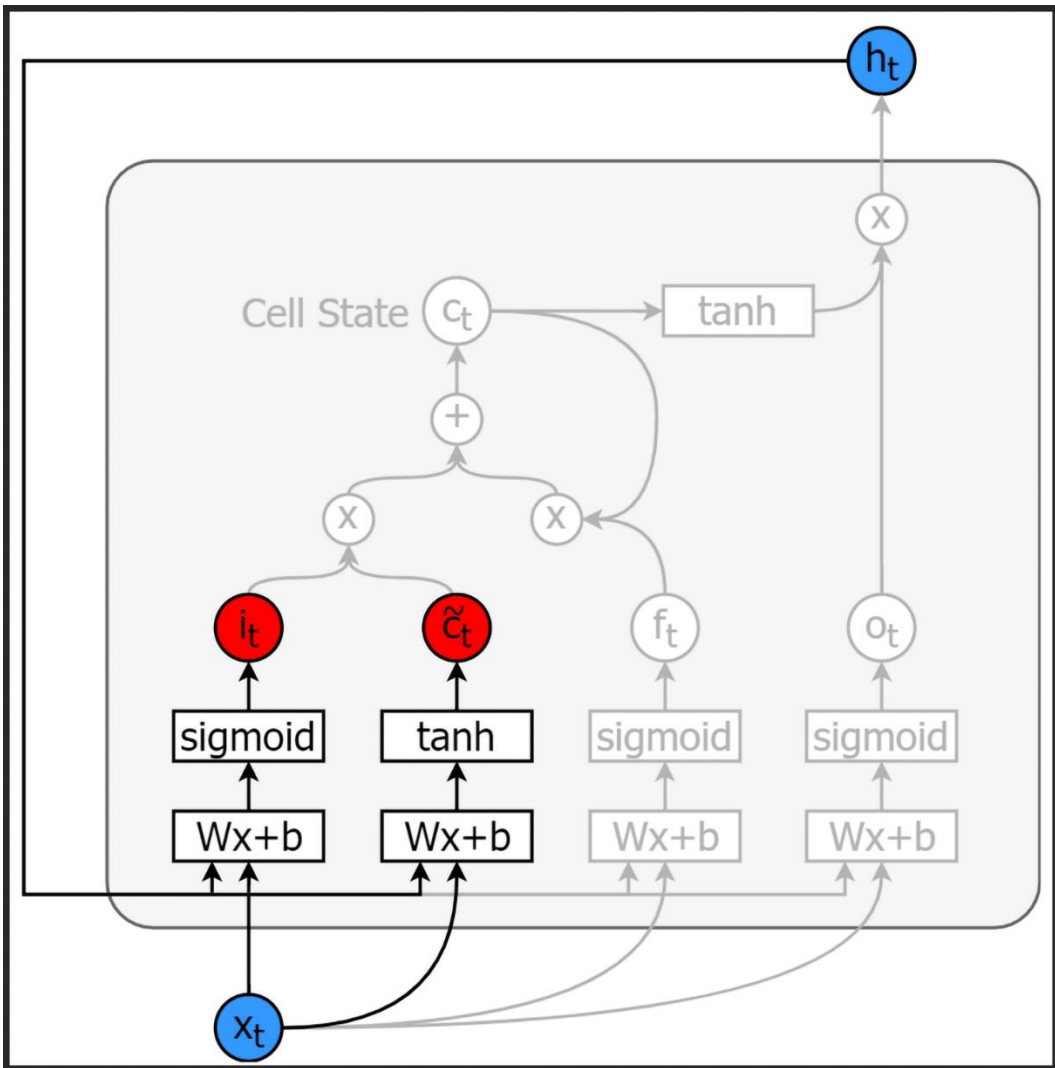 hₜ
x
Cell State cₜ tanh
+
x x
iₜ c̃ₜ fₜ oₜ
sigmoid tanh sigmoid sigmoid
Wx+b Wx+b Wx+b Wx+b
xₜ